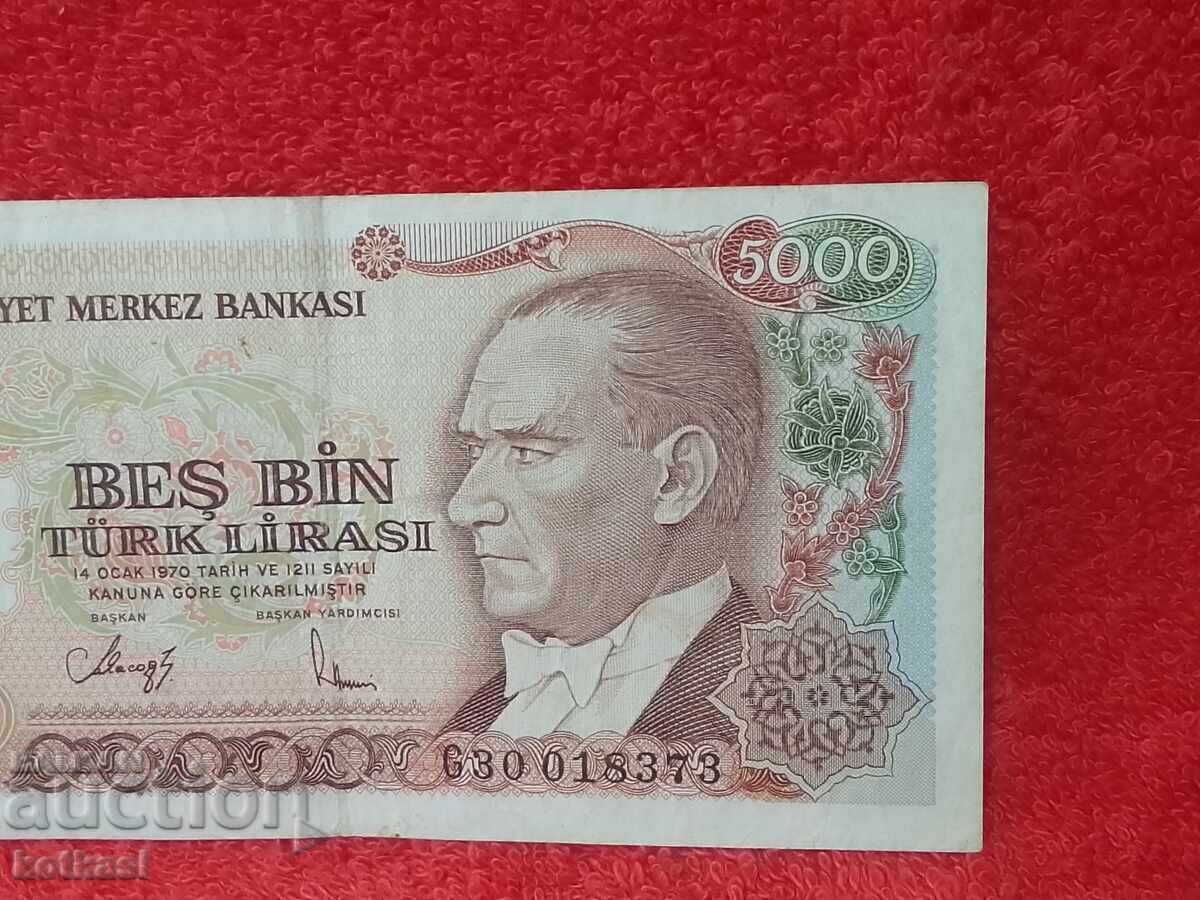 5000
YET MERKEZ BANKASI
BEŞ BİN
TÜRK LİRASI
14 OCAK 1970 TARİH VE 1211 SAYILI
KANUNA GÖRE ÇIKARILMIŞTIR
BAŞKAN BAŞKAN YARDIMCISI
G30 018373
auction
kotkasi